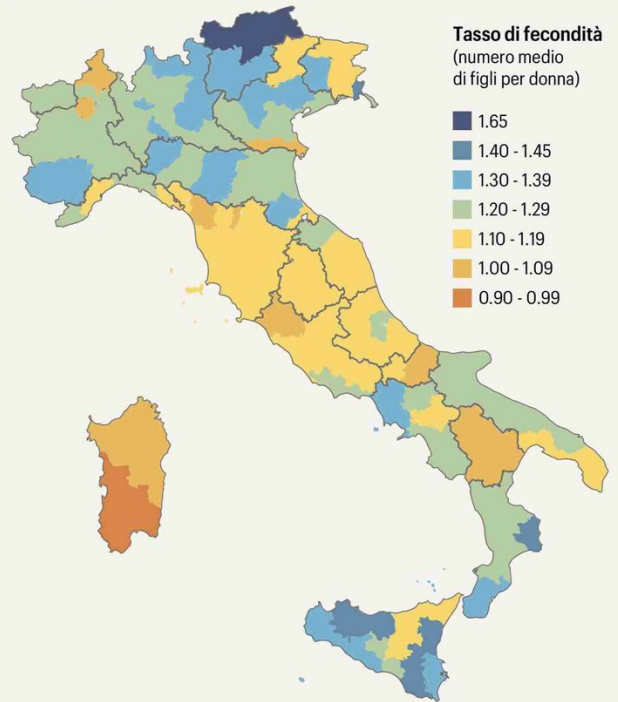 Tasso di fecondità
(numero medio
di figli per donna)
1.65
1.40 - 1.45
1.30 - 1.39
1.20 - 1.29
1.10 - 1.19
1.00 - 1.09
0.90 - 0.99